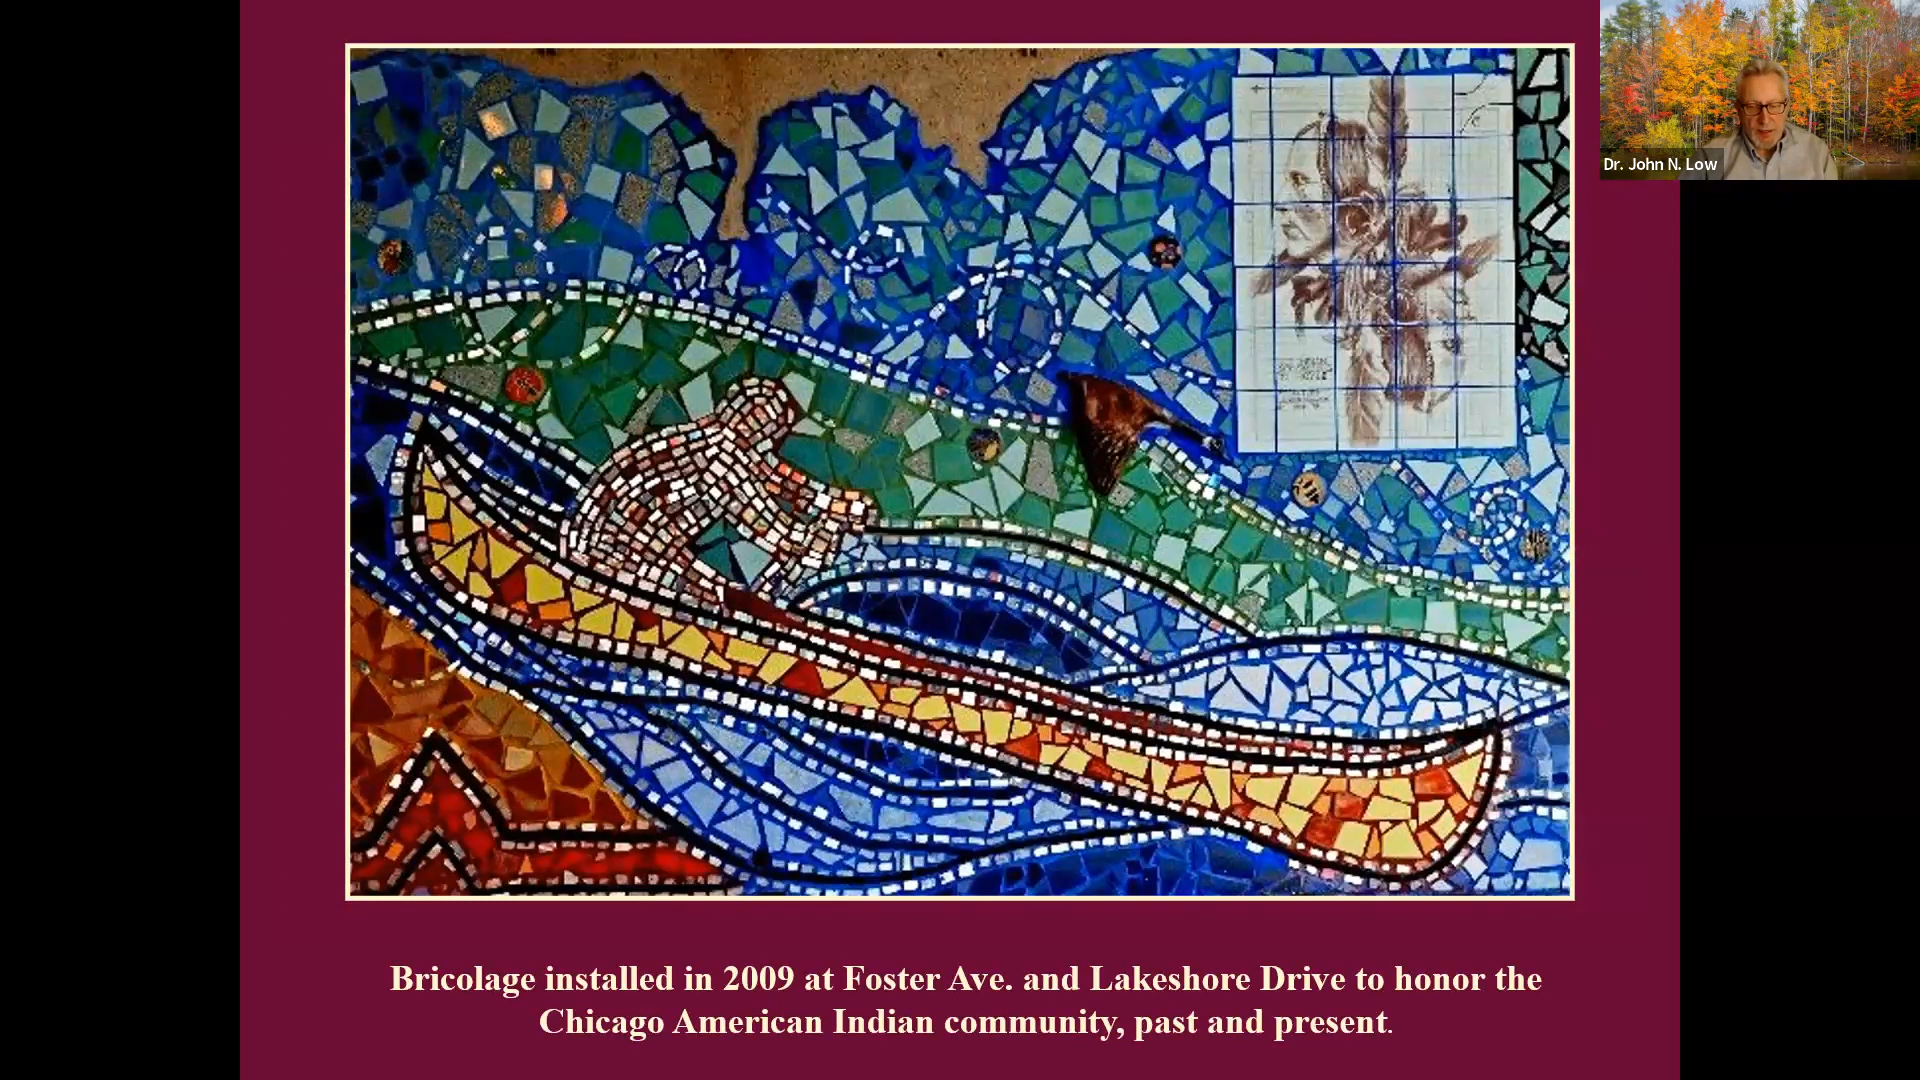 Dr. John N. Low
Bricolage installed in 2009 at Foster Ave. and Lakeshore Drive to honor the
Chicago American Indian community, past and present.